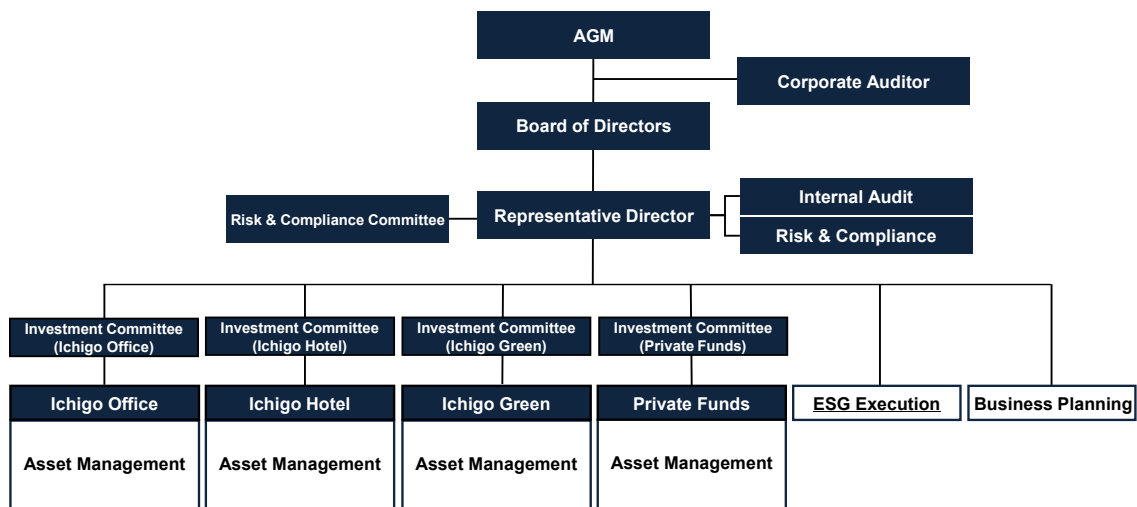 AGM
Corporate Auditor
Board of Directors
Risk & Compliance Committee
Representative Director
Internal Audit
Risk & Compliance
Investment Committee
(Ichigo Office)
Investment Committee
(Ichigo Hotel)
Investment Committee
(Ichigo Green)
Investment Committee
(Private Funds)
Ichigo Office
Ichigo Hotel
Ichigo Green
Private Funds
ESG Execution
Business Planning
Asset Management
Asset Management
Asset Management
Asset Management